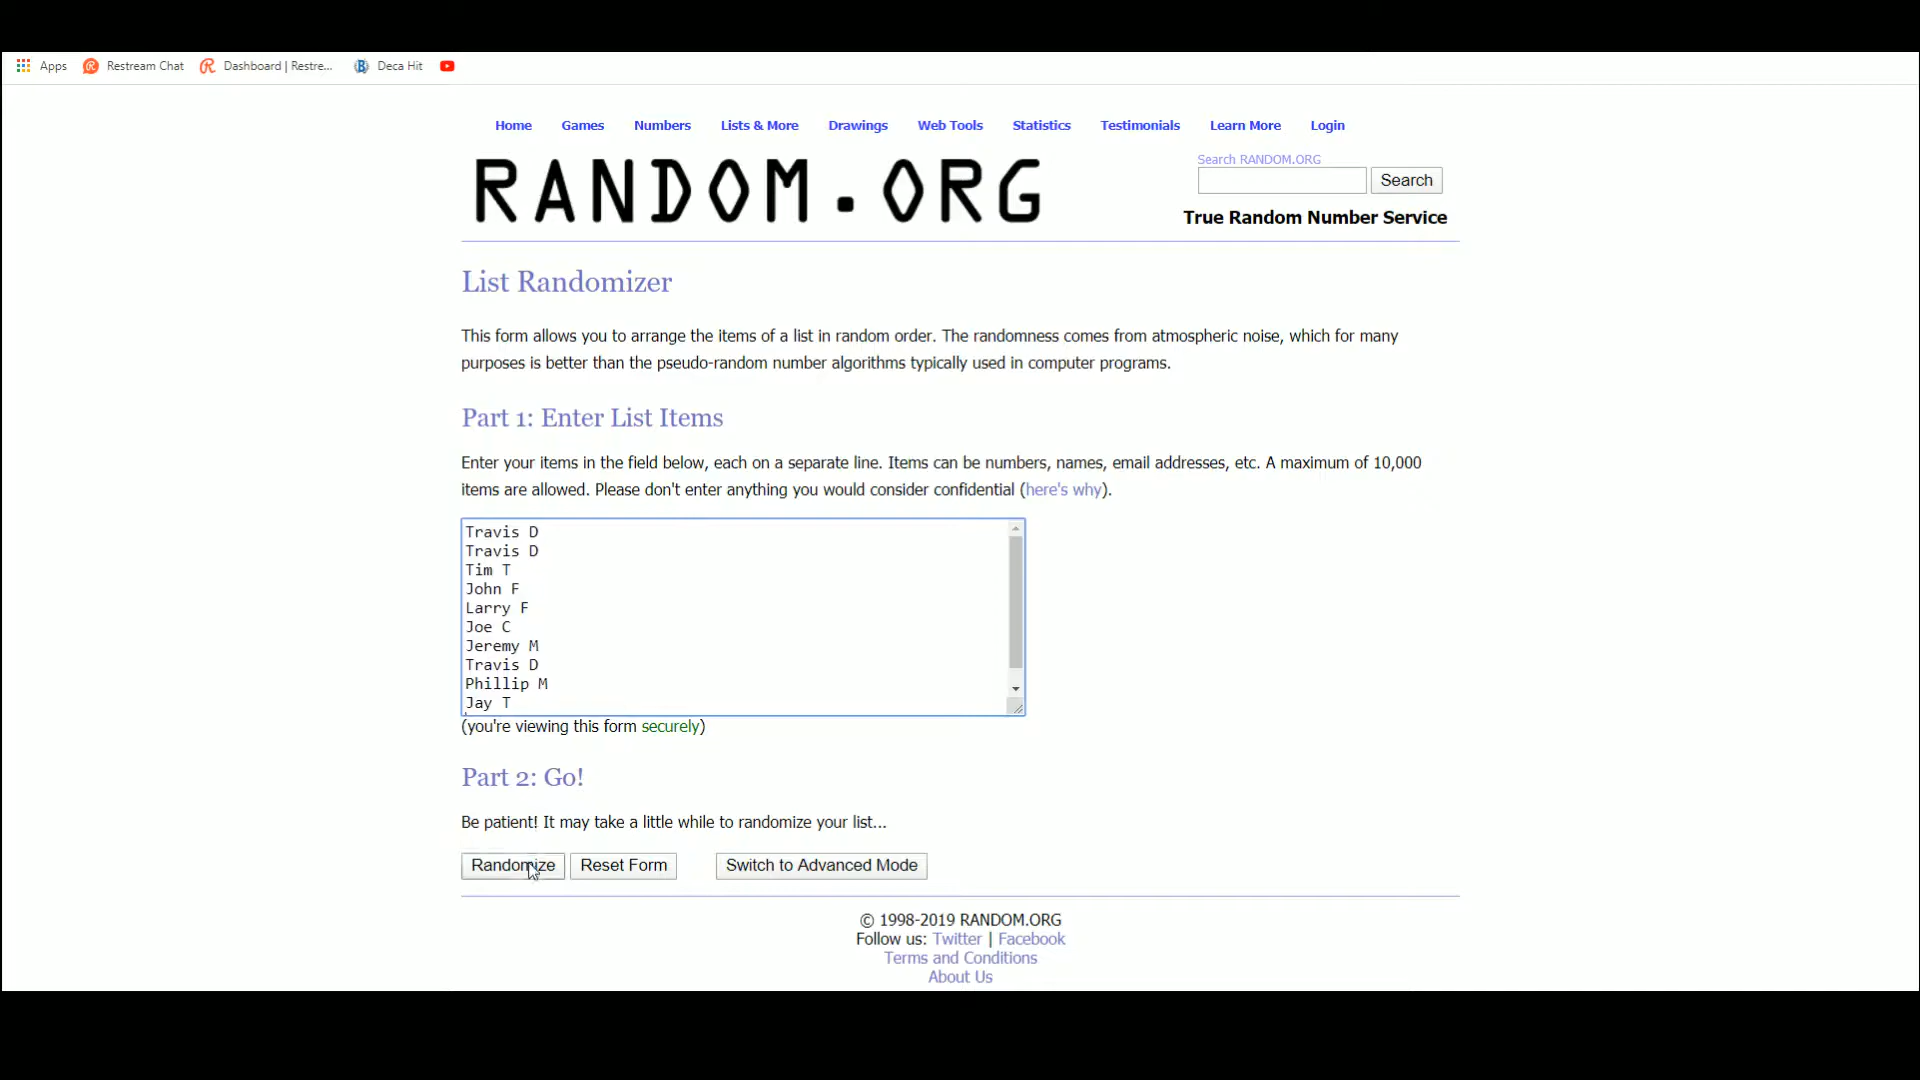 Apps Restream Chat Dashboard | Restre... Deca Hit
Home Games Numbers Lists & More Drawings Web Tools Statistics Testimonials Learn More Login
RANDOM.ORG
Search RANDOM.ORG
Search
True Random Number Service
List Randomizer
This form allows you to arrange the items of a list in random order. The randomness comes from atmospheric noise, which for many
purposes is better than the pseudo-random number algorithms typically used in computer programs.
Part 1: Enter List Items
Enter your items in the field below, each on a separate line. Items can be numbers, names, email addresses, etc. A maximum of 10,000
items are allowed. Please don't enter anything you would consider confidential (here's why).
Travis D
Travis D
Tim T
John F
Larry F
Joe C
Jeremy M
Travis D
Phillip M
Jay T
(you're viewing this form securely)
Part 2: Go!
Be patient! It may take a little while to randomize your list...
Randomize Reset Form Switch to Advanced Mode
© 1998-2019 RANDOM.ORG
Follow us: Twitter | Facebook
Terms and Conditions
About Us